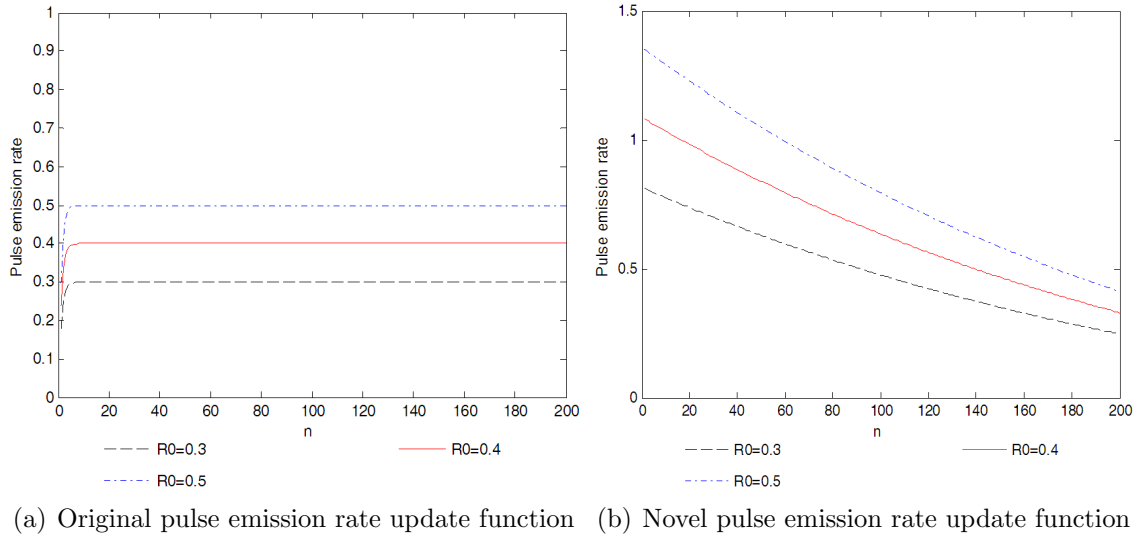 1
0.9
0.8
0.7
0.6
0.5
0.4
0.3
0.2
0.1
0
Pulse emission rate
0 20 40 60 80 100 120 140 160 180 200
n
R0=0.3 R0=0.4
R0=0.5
(a) Original pulse emission rate update function
1.5
1
0.5
0
Pulse emission rate
0 20 40 60 80 100 120 140 160 180 200
n
R0=0.3 R0=0.4
R0=0.5
(b) Novel pulse emission rate update function